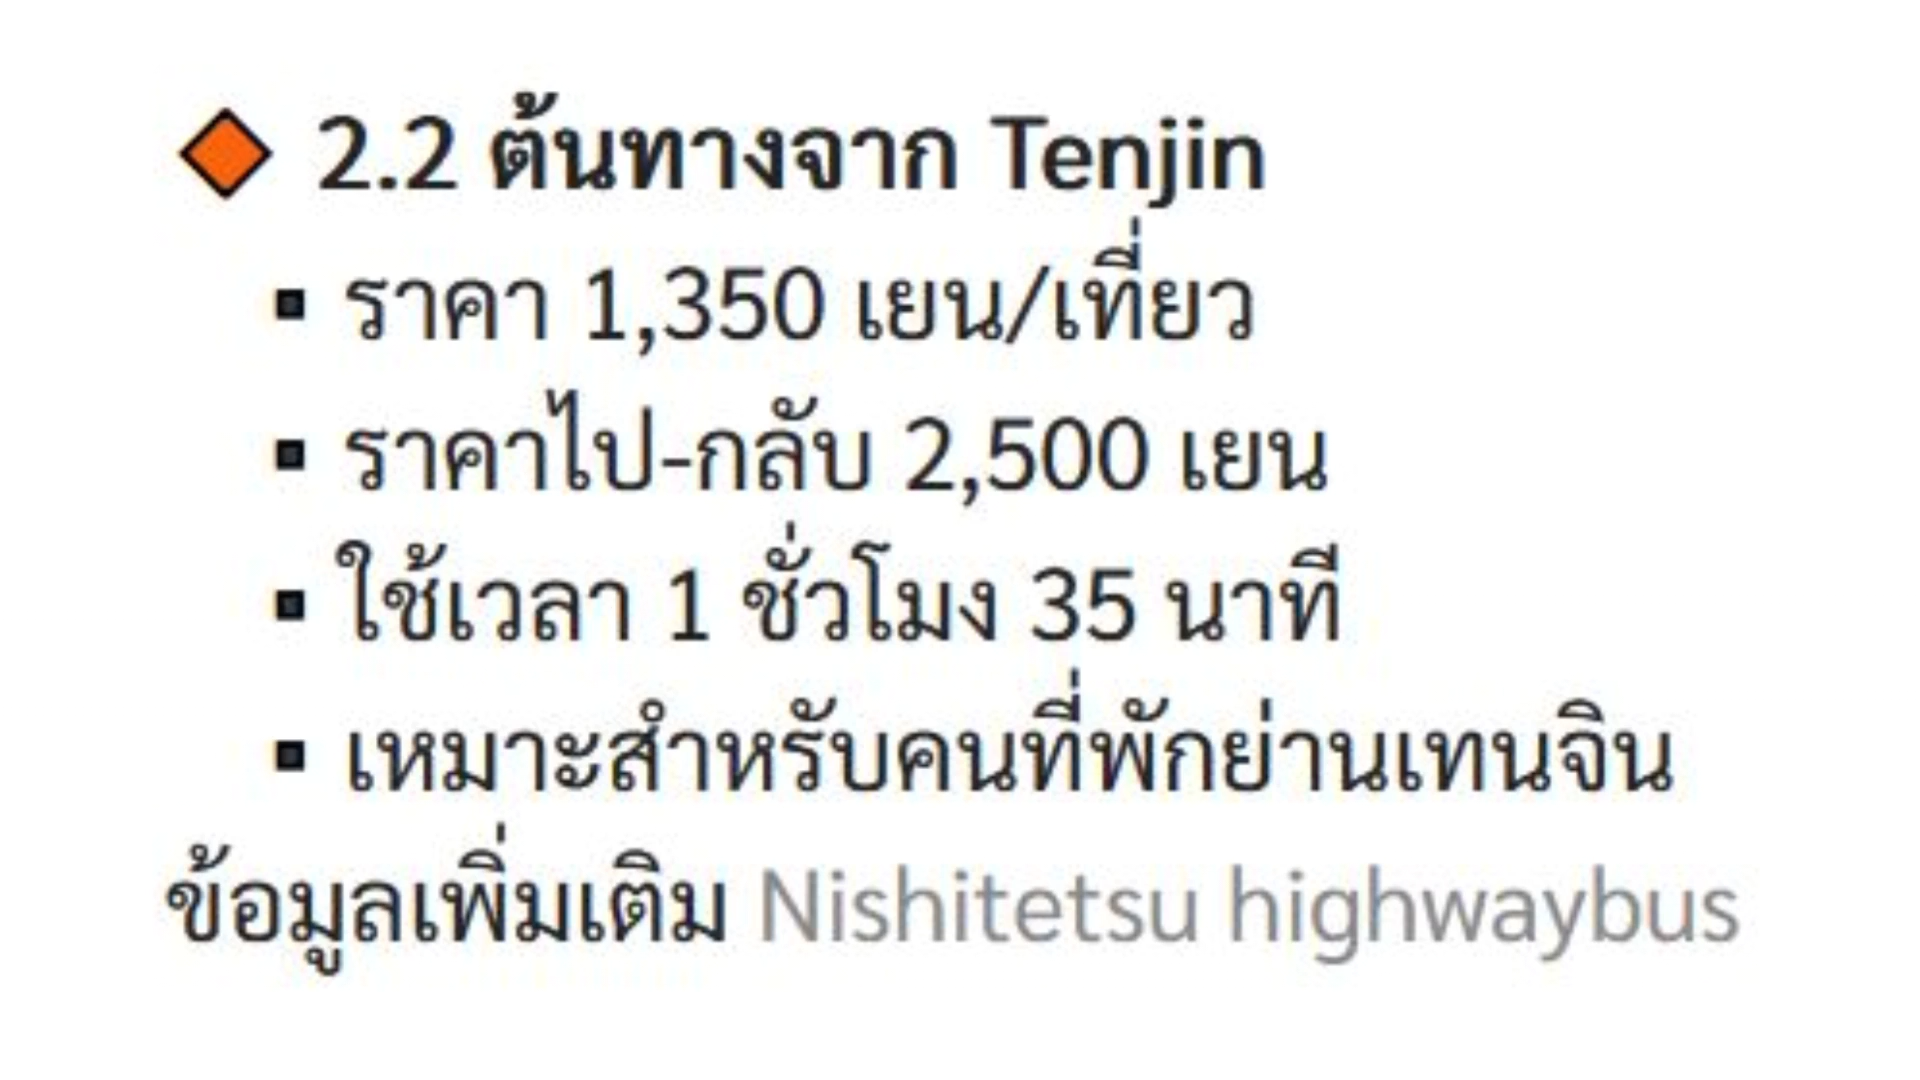 🔶 2.2 ต้นทางจาก Tenjin
▪ ราคา 1,350 เยน/เที่ยว
▪ ราคาไป-กลับ 2,500 เยน
▪ ใช้เวลา 1 ชั่วโมง 35 นาที
▪ เหมาะสำหรับคนที่พักย่านเทนจิน
ข้อมูลเพิ่มเติม Nishitetsu highwaybus